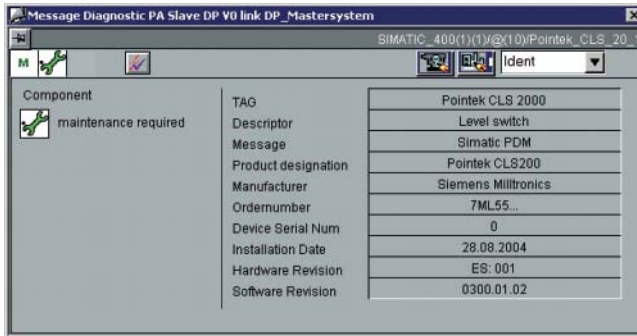 Message Diagnostic PA Slave DP V0 link DP_Mastersystem
SIMATIC_400(1)(1)/@(10)/Pointek_CLS_20_1
M
Ident
Component
maintenance required
TAG Pointek CLS 2000
Descriptor Level switch
Message Simatic PDM
Product designation Pointek CLS200
Manufacturer Siemens Milltronics
Ordernumber 7ML55...
Device Serial Num 0
Installation Date 28.08.2004
Hardware Revision ES: 001
Software Revision 0300.01.02